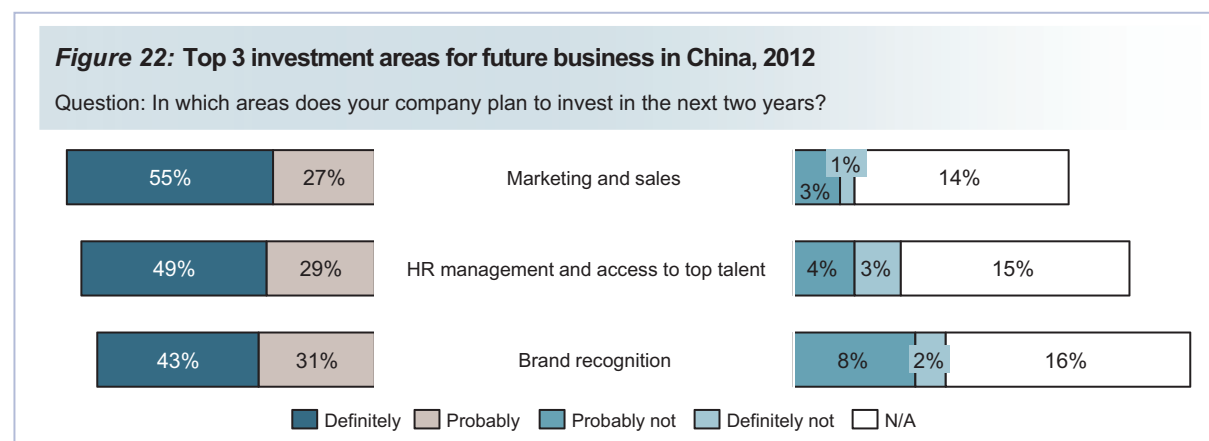 Figure 22: Top 3 investment areas for future business in China, 2012
Question: In which areas does your company plan to invest in the next two years?
55% 27% Marketing and sales 3% 1% 14%
49% 29% HR management and access to top talent 4% 3% 15%
43% 31% Brand recognition 8% 2% 16%
Definitely Probably Probably not Definitely not N/A